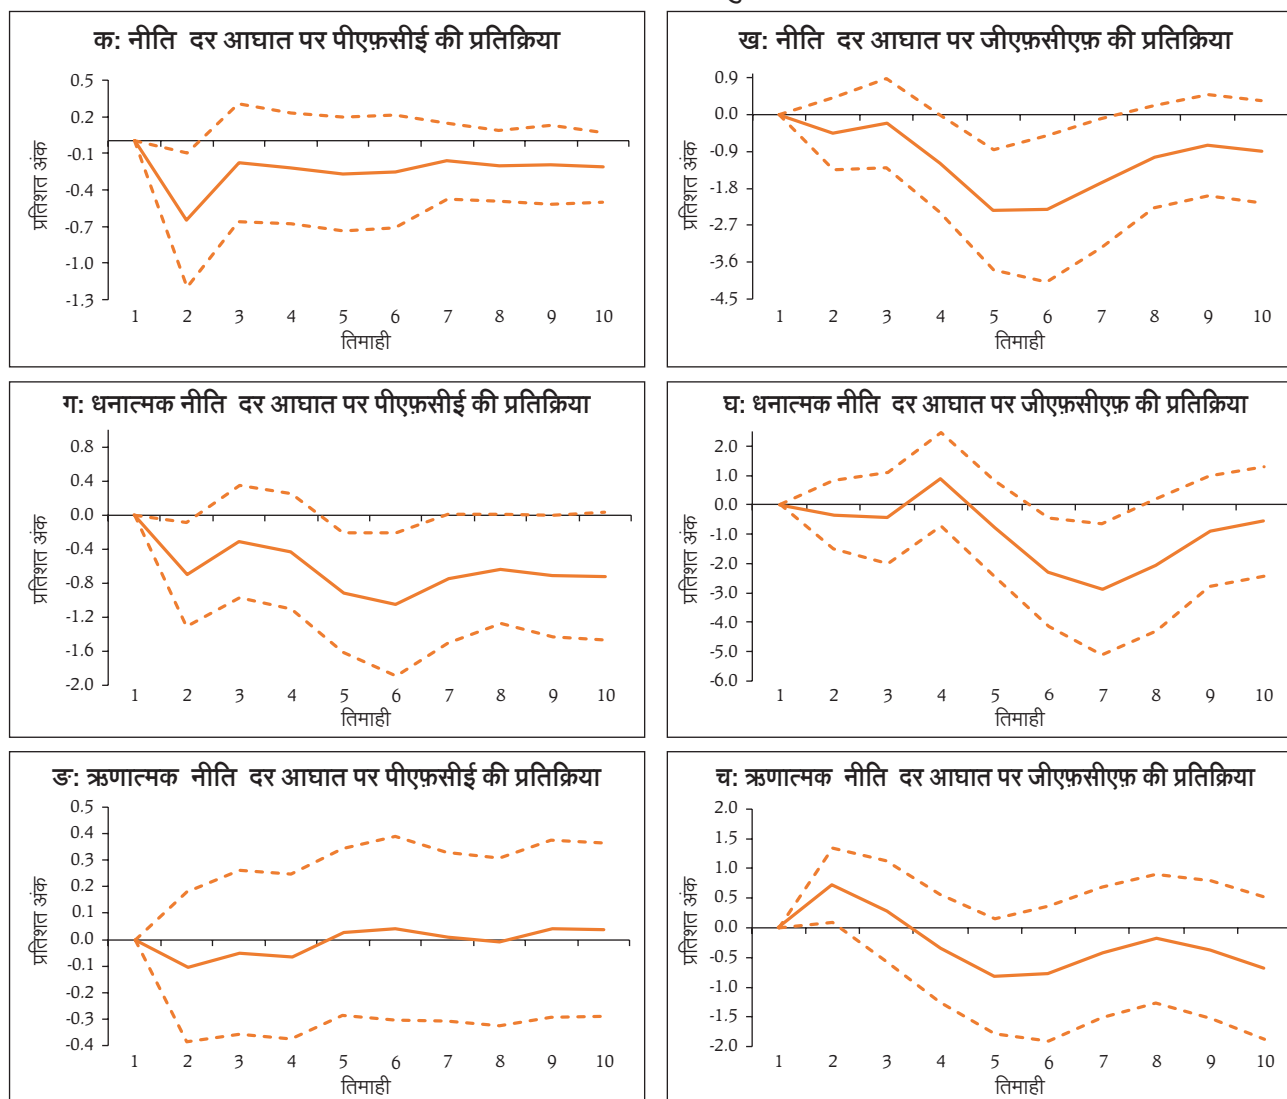 क: नीति दर आघात पर पीएफ़सीई की प्रतिक्रिया
0.5
0.2
-0.1
-0.4
-0.7
-1.0
-1.3
प्रतिशत अंक
1 2 3 4 5 6 7 8 9 10
तिमाही
ख: नीति दर आघात पर जीएफ़सीएफ़ की प्रतिक्रिया
0.9
0.0
-0.9
-1.8
-2.7
-3.6
-4.5
प्रतिशत अंक
1 2 3 4 5 6 7 8 9 10
तिमाही
ग: धनात्मक नीति दर आघात पर पीएफ़सीई की प्रतिक्रिया
0.8
0.4
0.0
-0.4
-0.8
-1.2
-1.6
-2.0
प्रतिशत अंक
1 2 3 4 5 6 7 8 9 10
तिमाही
घ: धनात्मक नीति दर आघात पर जीएफ़सीएफ़ की प्रतिक्रिया
2.0
1.0
0.0
-1.0
-2.0
-3.0
-4.0
-5.0
-6.0
प्रतिशत अंक
1 2 3 4 5 6 7 8 9 10
तिमाही
ङ: ऋणात्मक नीति दर आघात पर पीएफ़सीई की प्रतिक्रिया
0.5
0.4
0.3
0.2
0.1
0.0
-0.1
-0.2
-0.3
-0.4
प्रतिशत अंक
1 2 3 4 5 6 7 8 9 10
तिमाही
च: ऋणात्मक नीति दर आघात पर जीएफ़सीएफ़ की प्रतिक्रिया
2.0
1.5
1.0
0.5
0.0
-0.5
-1.0
-1.5
-2.0
प्रतिशत अंक
1 2 3 4 5 6 7 8 9 10
तिमाही